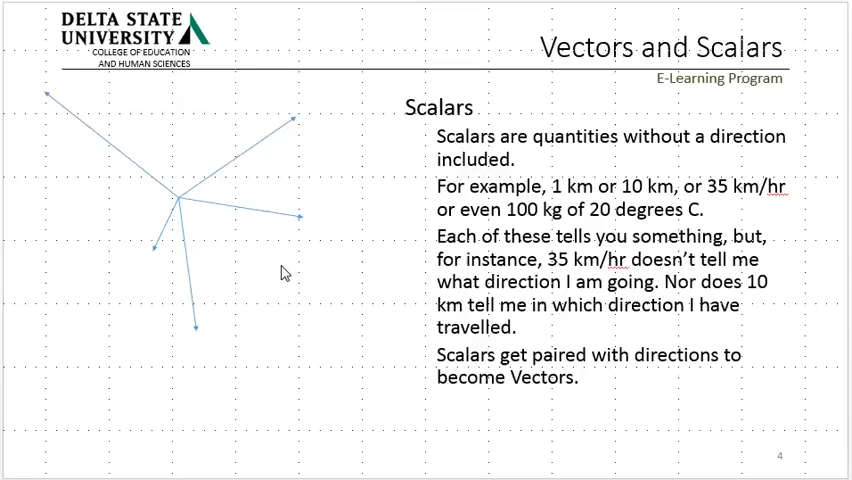 DELTA STATE
UNIVERSITY
COLLEGE OF EDUCATION
AND HUMAN SCIENCES
Vectors and Scalars
E-Learning Program
Scalars
Scalars are quantities without a direction
included.
For example, 1 km or 10 km, or 35 km/hr
or even 100 kg of 20 degrees C.
Each of these tells you something, but,
for instance, 35 km/hr doesn’t tell me
what direction I am going. Nor does 10
km tell me in which direction I have
travelled.
Scalars get paired with directions to
become Vectors.
4